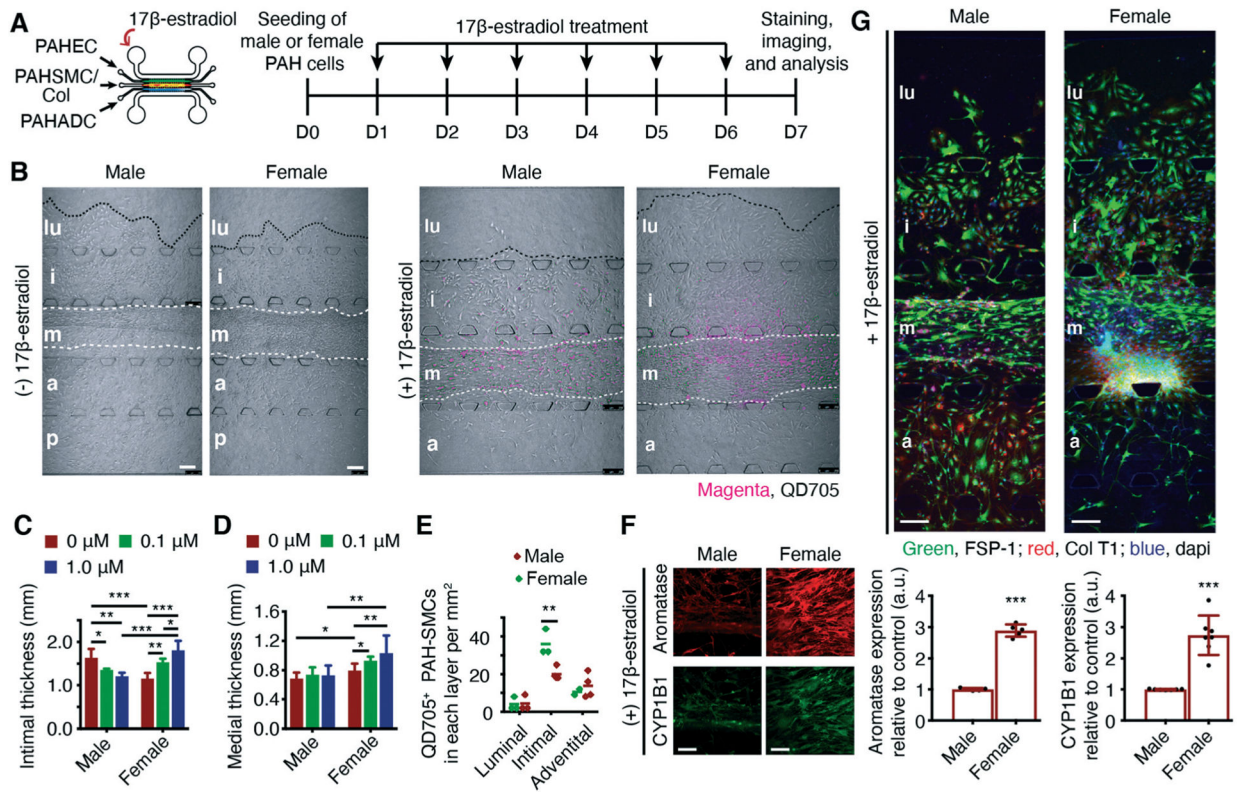 A
17β-estradiol
PAHEC
PAHSMC/
Col
PAHADC
Seeding of
male or female
PAH cells
17β-estradiol treatment
Staining,
imaging,
and analysis
D0 D1 D2 D3 D4 D5 D6 D7
B
Male Female Male Female
(-) 17β-estradiol
lu
i
m
a
p
lu
i
m
a
p
(+) 17β-estradiol
lu
i
m
a
lu
i
m
a
Magenta, QD705
C
0 μM 0.1 μM
1.0 μM
Intimal thickness (mm)
2.0
1.5
1.0
0.5
0.0
*** ** * *** *** * **
Male Female
D
0 μM 0.1 μM
1.0 μM
Medial thickness (mm)
1.6
1.2
0.8
0.4
0.0
** ** * *
Male Female
E
Male
Female
QD705⁺ PAH-SMCs
in each layer per mm²
40
20
0
**
Luminal Intimal Adventital
F
Male Female
(+) 17β-estradiol
Aromatase
CYP1B1
Aromatase expression
relative to control (a.u.)
4
3
2
1
0
***
Male Female
CYP1B1 expression
relative to control (a.u.)
4
3
2
1
0
***
Male Female
G
Male Female
+ 17β-estradiol
lu
i
m
a
lu
i
m
a
Green, FSP-1; red, Col T1; blue, dapi